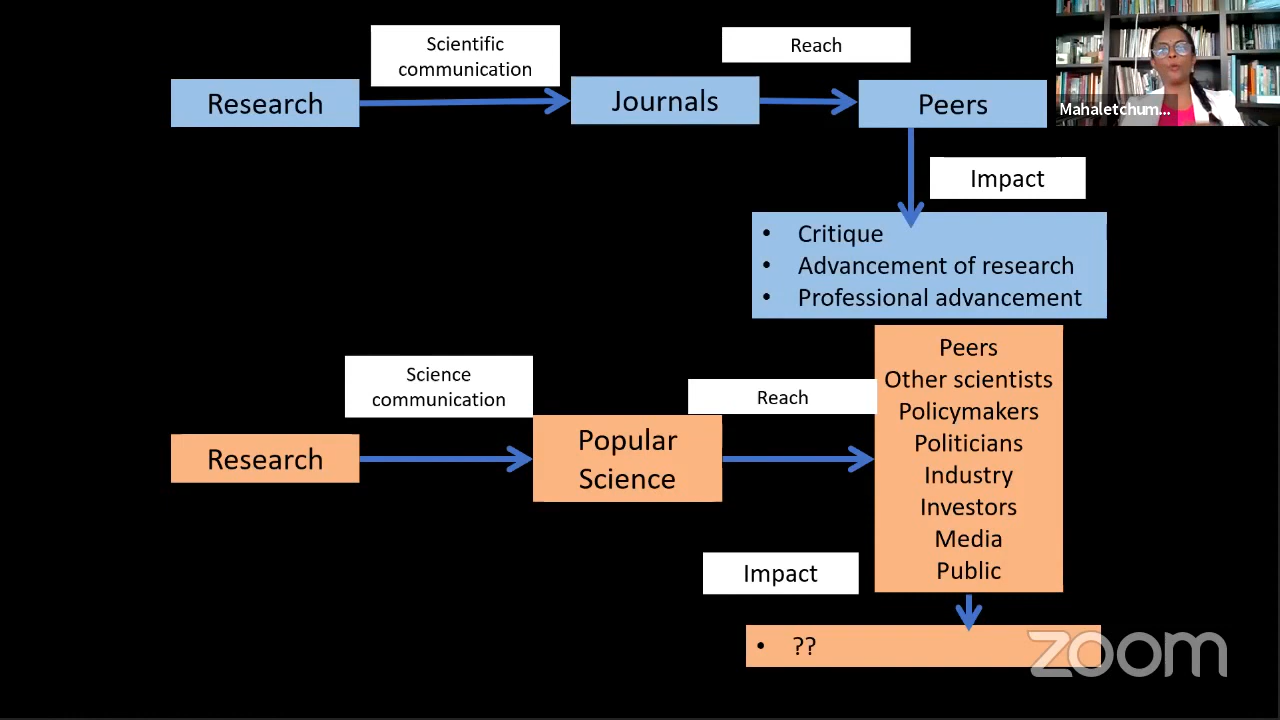 Scientific
communication
Reach
Research
Journals
Peers
Mahaletchum...
Impact
• Critique
• Advancement of research
• Professional advancement
Science
communication
Reach
Research
Popular
Science
Peers
Other scientists
Policymakers
Politicians
Industry
Investors
Media
Public
Impact
• ??
zoom